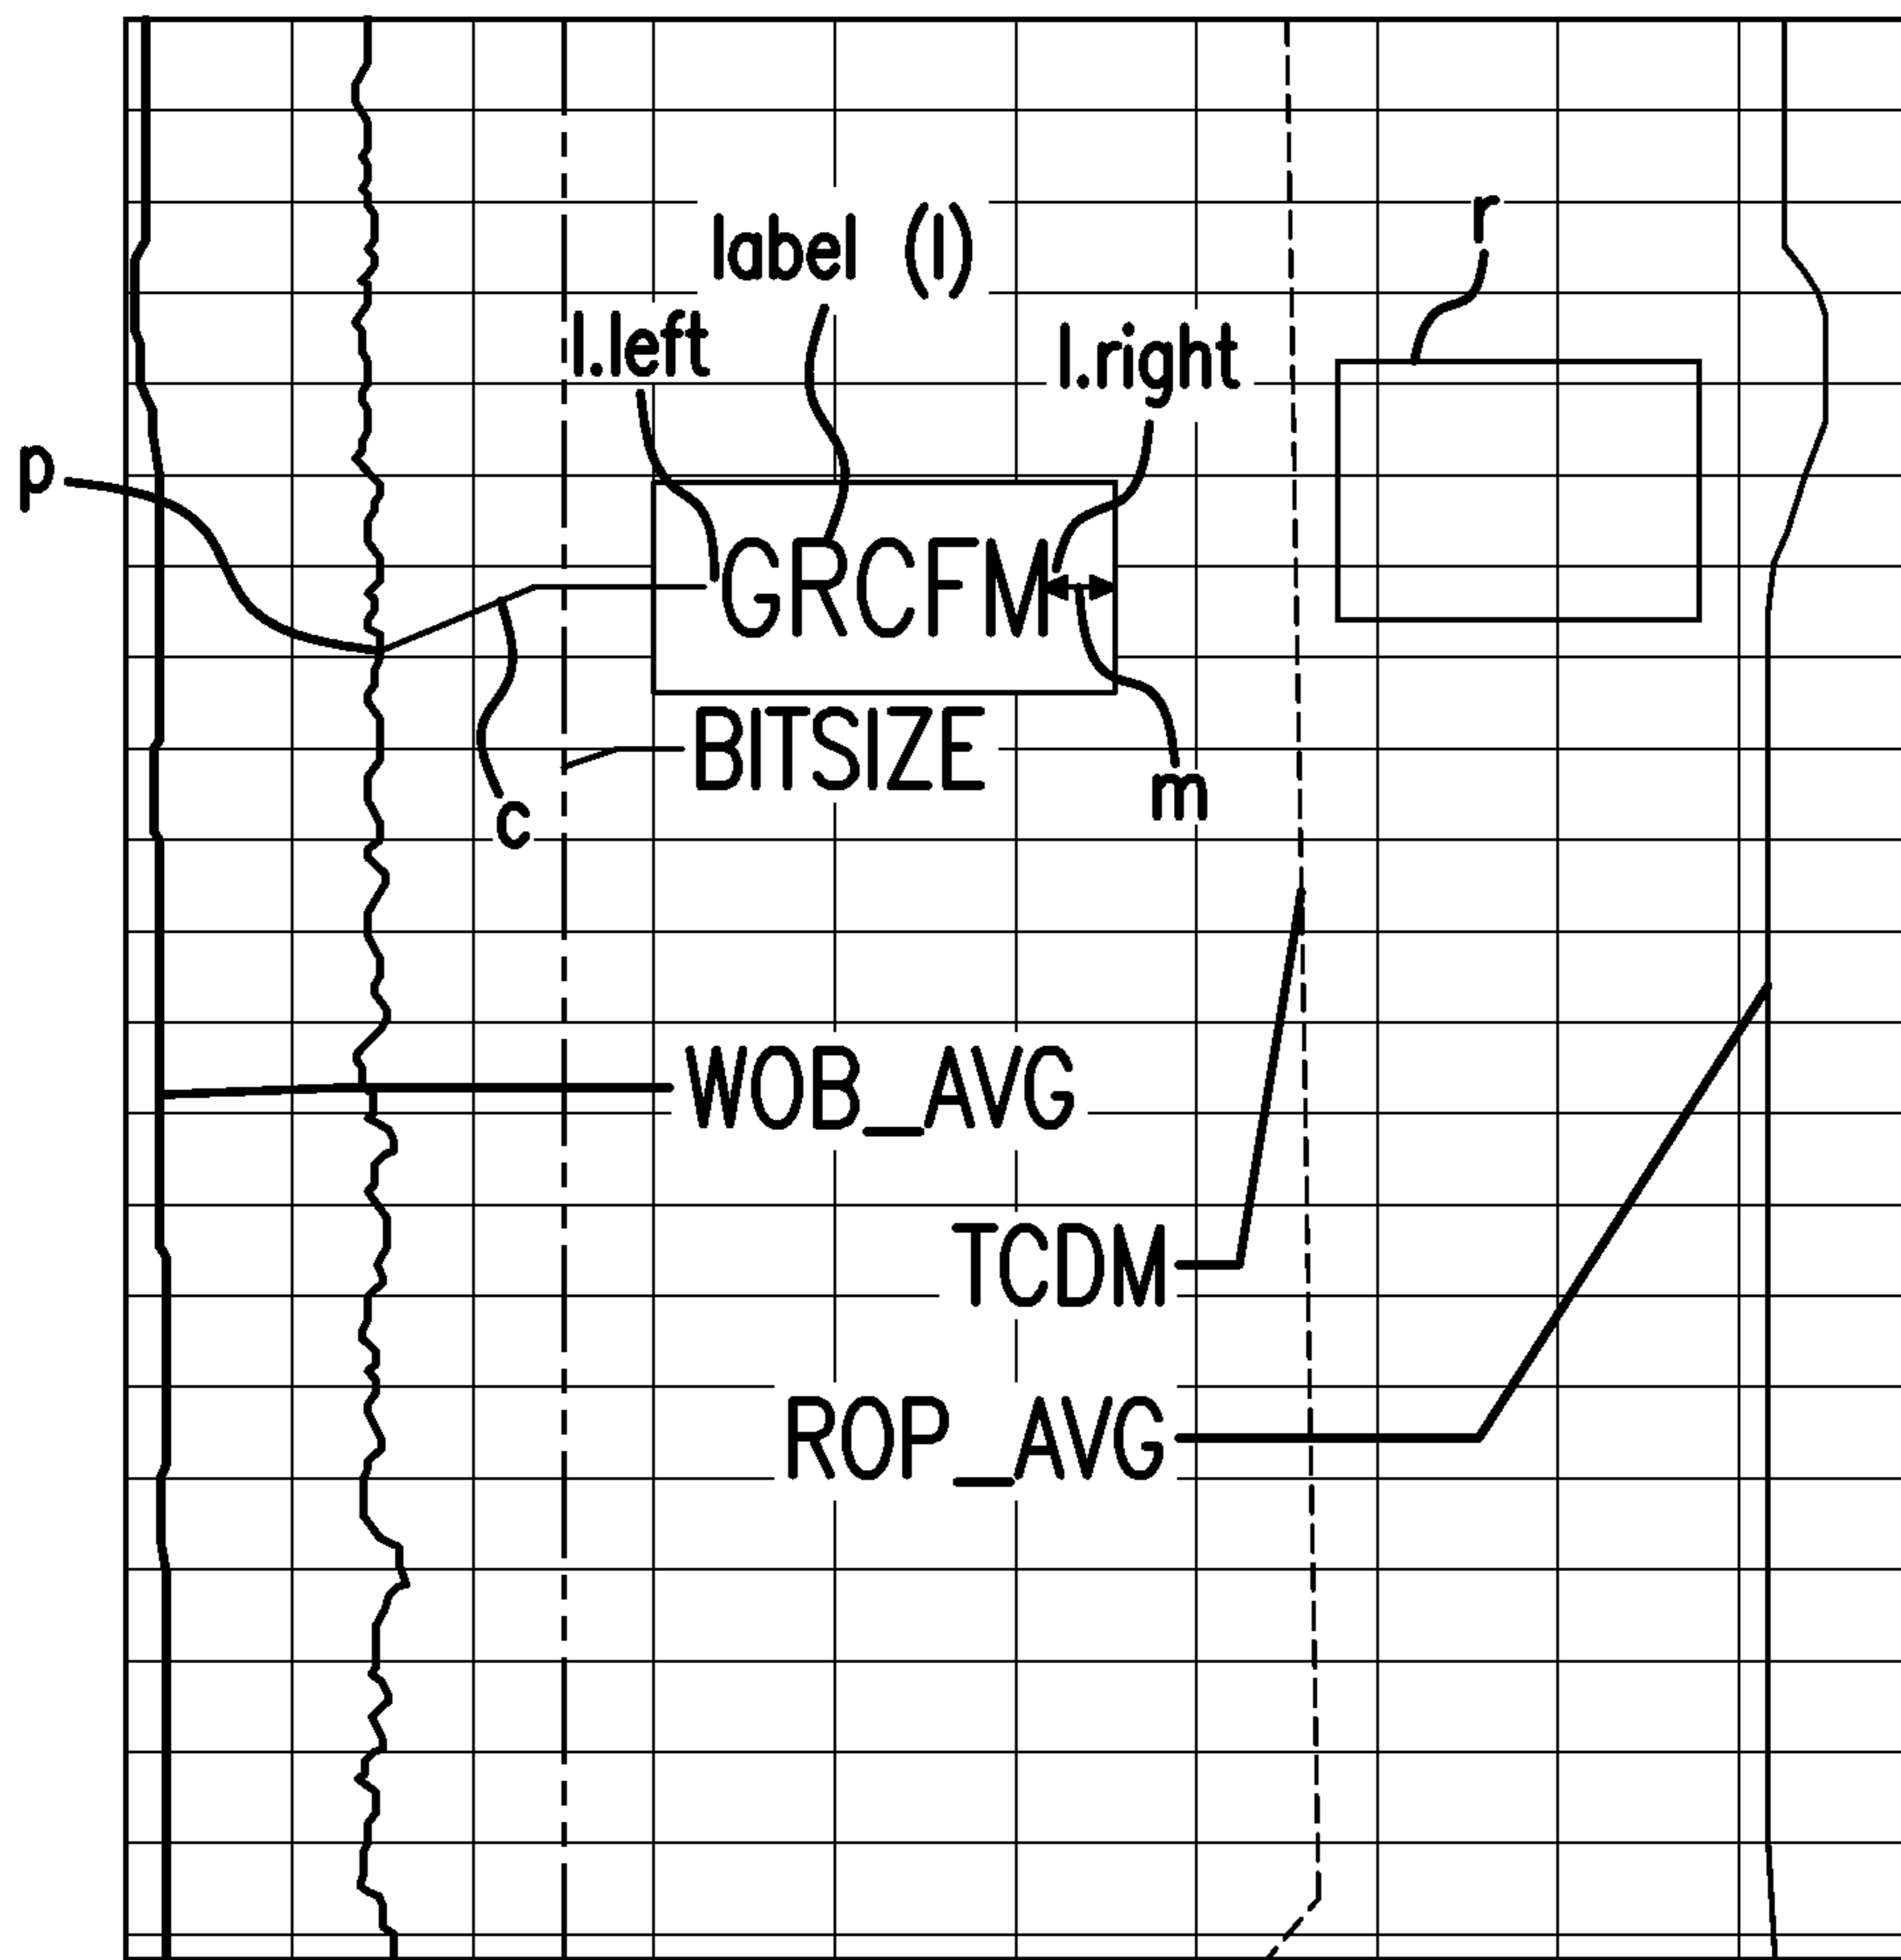 r
label (l)
l.left
l.right
p
GRCFM
BITSIZE
m
c
WOB_AVG
TCDM
ROP_AVG